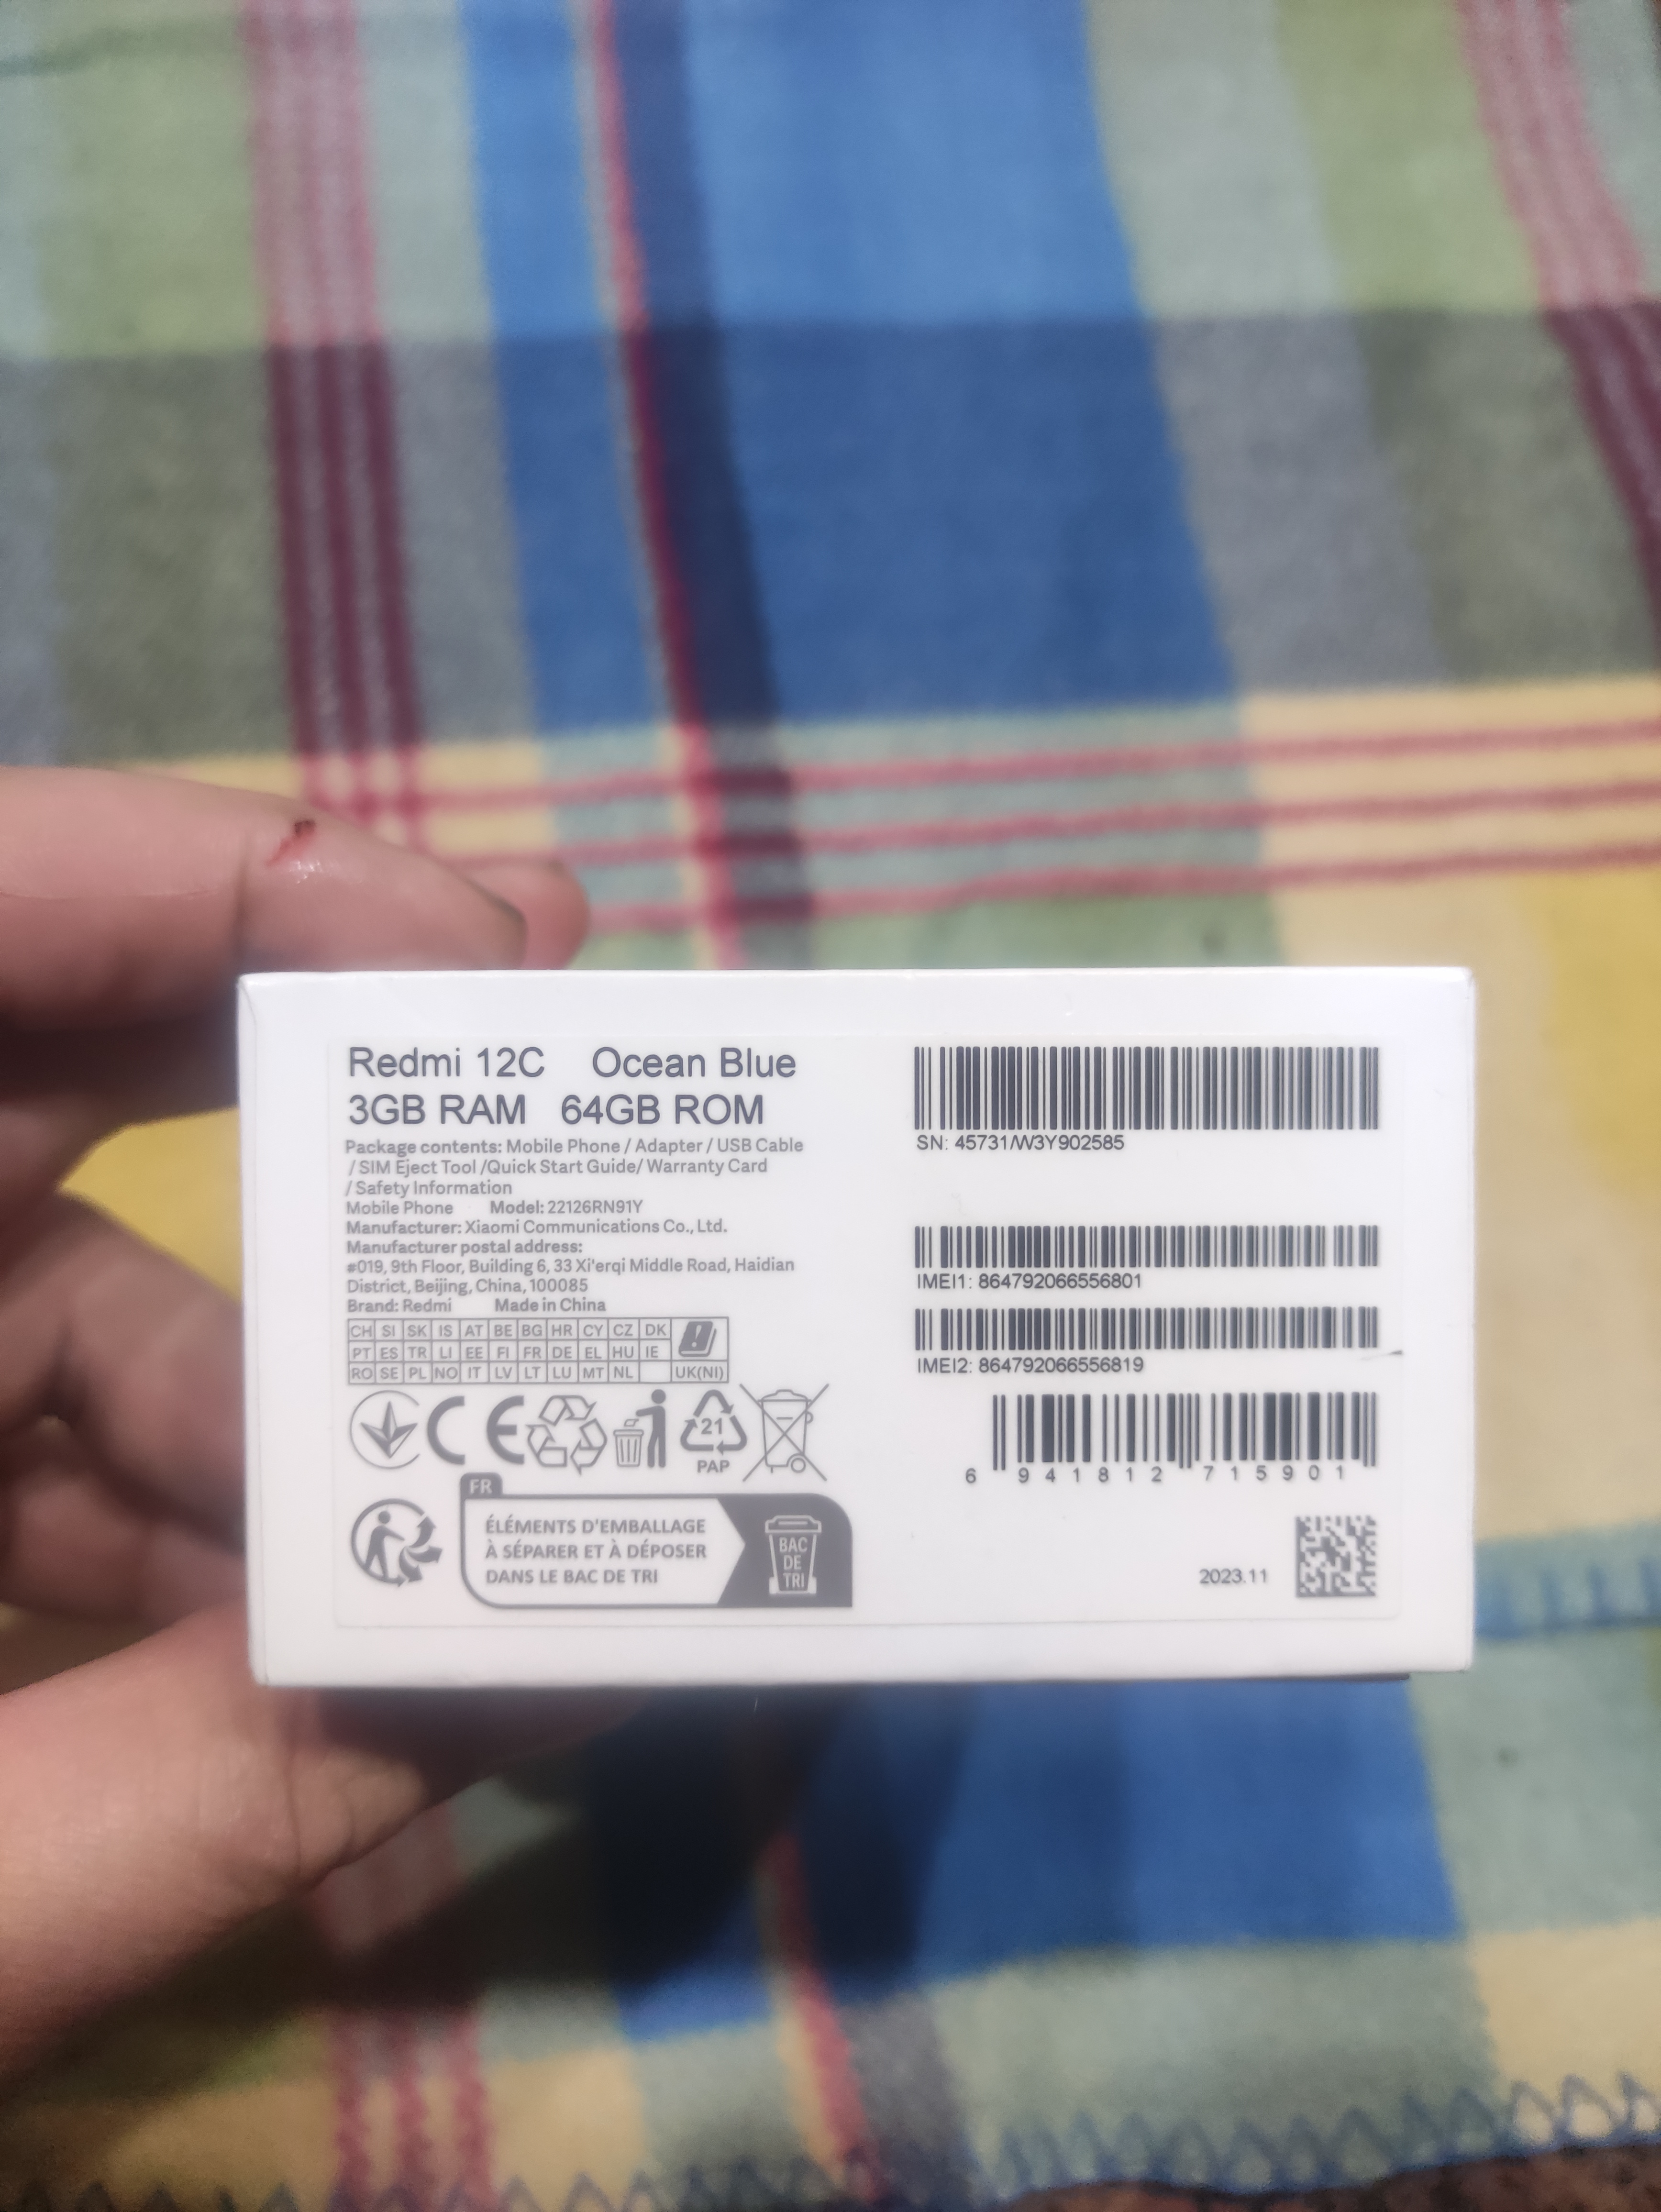 Redmi 12C Ocean Blue
3GB RAM 64GB ROM
Package contents: Mobile Phone / Adapter / USB Cable
/ SIM Eject Tool /Quick Start Guide/ Warranty Card
/ Safety Information
Mobile Phone Model: 22126RN91Y
Manufacturer: Xiaomi Communications Co., Ltd.
Manufacturer postal address:
#019, 9th Floor, Building 6, 33 Xi'erqi Middle Road, Haidian
District, Beijing, China, 100085
Brand: Redmi Made in China
CH SI SK IS AT BE BG HR CY CZ DK
PT ES TR LI EE FI FR DE EL HU IE
RO SE PL NO IT LV LT LU MT NL UK(NI)
CE
21
PAP
FR
ÉLÉMENTS D'EMBALLAGE
À SÉPARER ET À DÉPOSER
DANS LE BAC DE TRI
BAC
DE
TRI
SN: 45731/W3Y902585
IMEI1: 864792066556801
IMEI2: 864792066556819
6 941812 715901
2023.11